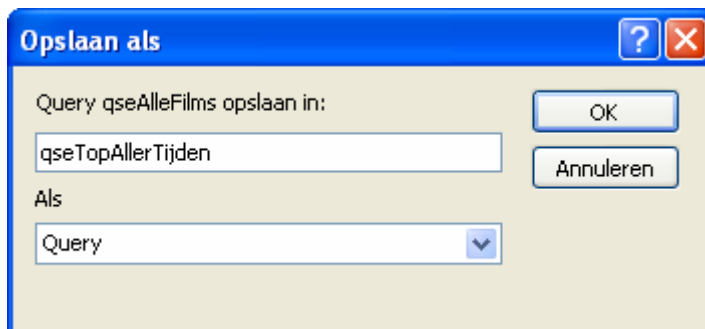 Opslaan als
Query qseAlleFilms opslaan in:
OK
qseTopAllerTijden
Annuleren
Als
Query